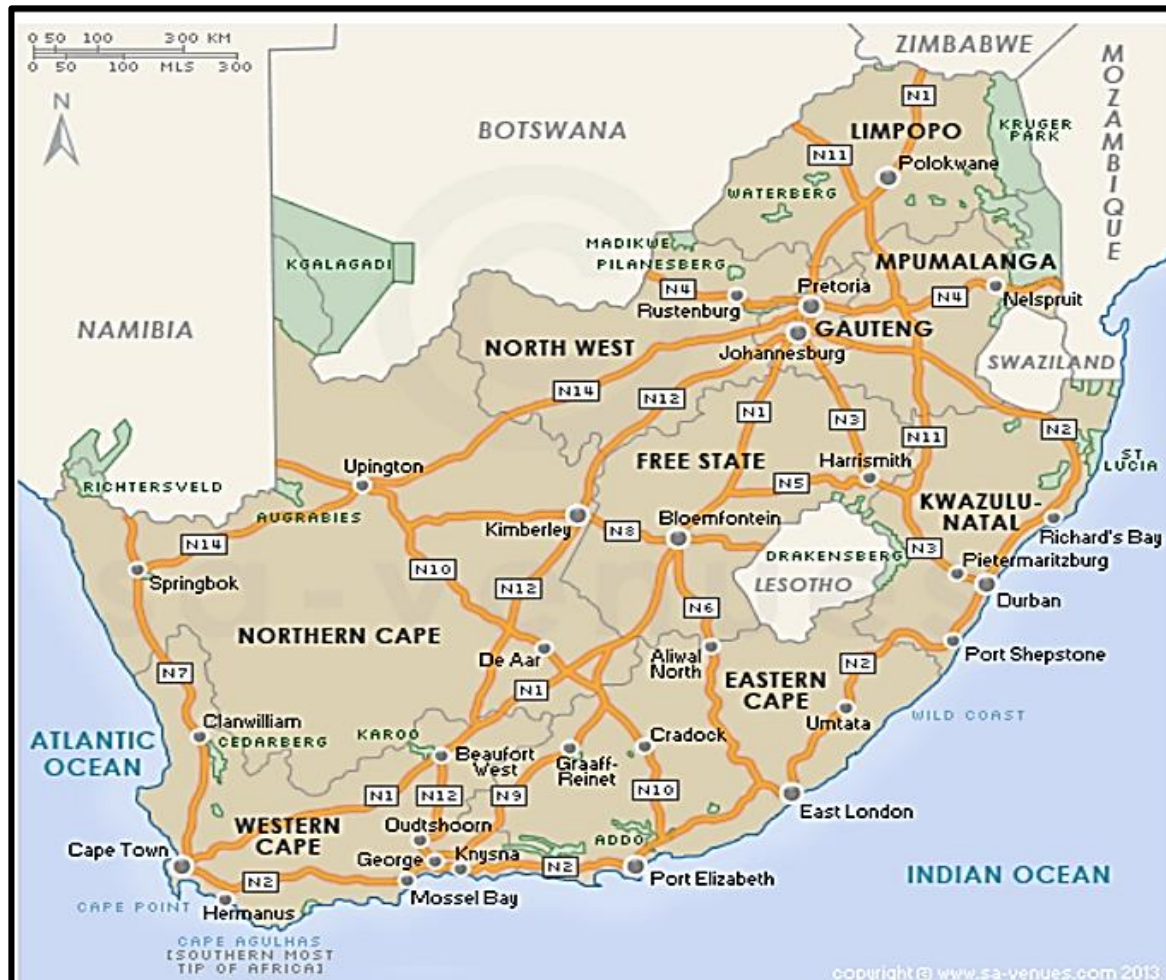 0 50 100 300 KM
0 50 100 MLS 300
N
ZIMBABWE
MOZAMBIQUE
BOTSWANA
NAMIBIA
N1
LIMPOPO
KRUGER
PARK
N11
Polokwane
WATERBERG
MADIKWE
PILANESBERG
KGALAGADI
MPUMALANGA
Pretoria
N4
Rustenburg
N4
Nelspruit
GAUTENG
NORTH WEST
Johannesburg
SWAZILAND
N14
N12
N1
N3
N11
N2
FREE STATE
Harrismith
ST
LUCIA
Upington
RICHTERSVELD
AUGRABIES
N5
KWAZULU-
NATAL
Kimberley
N8
Bloemfontein
Richard's Bay
N14
DRAKENSBERG
N3
Pietermaritzburg
Springbok
N10
N12
LESOTHO
Durban
sa-venues
N6
NORTHERN CAPE
De Aar
Aliwal
North
N2
Port Shepstone
N7
N1
EASTERN
CAPE
Umtata
WILD COAST
Clanwilliam
CEDARBERG
KAROO
Beaufort
West
Graaff-
Reinet
Cradock
ATLANTIC
OCEAN
N1
N12
N9
N10
East London
WESTERN
CAPE
Oudtshoorn
ADDO
Cape Town
George
Knysna
N2
Port Elizabeth
INDIAN OCEAN
N2
Mossel Bay
CAPE POINT
Hermanus
CAPE AGULHAS
[SOUTHERN MOST
TIP OF AFRICA]
copyright © www.sa-venues.com 2013